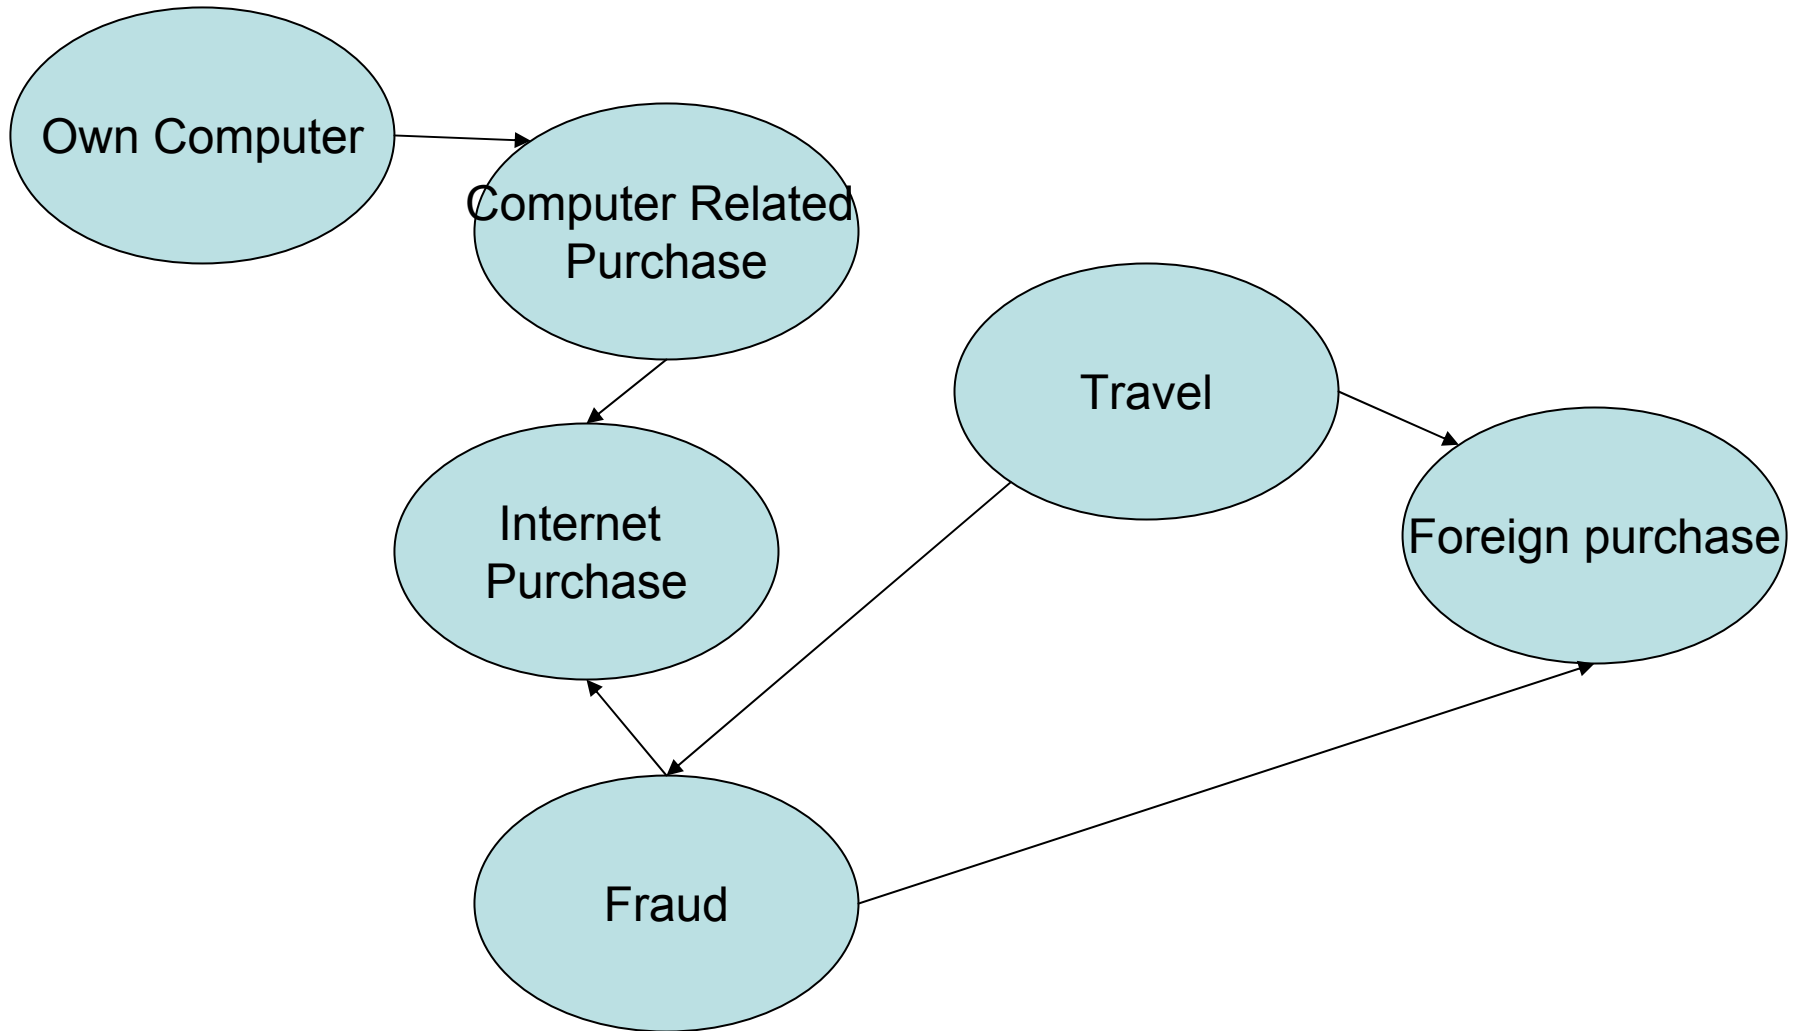 Own Computer
Computer Related
Purchase
Internet
Purchase
Travel
Foreign purchase
Fraud